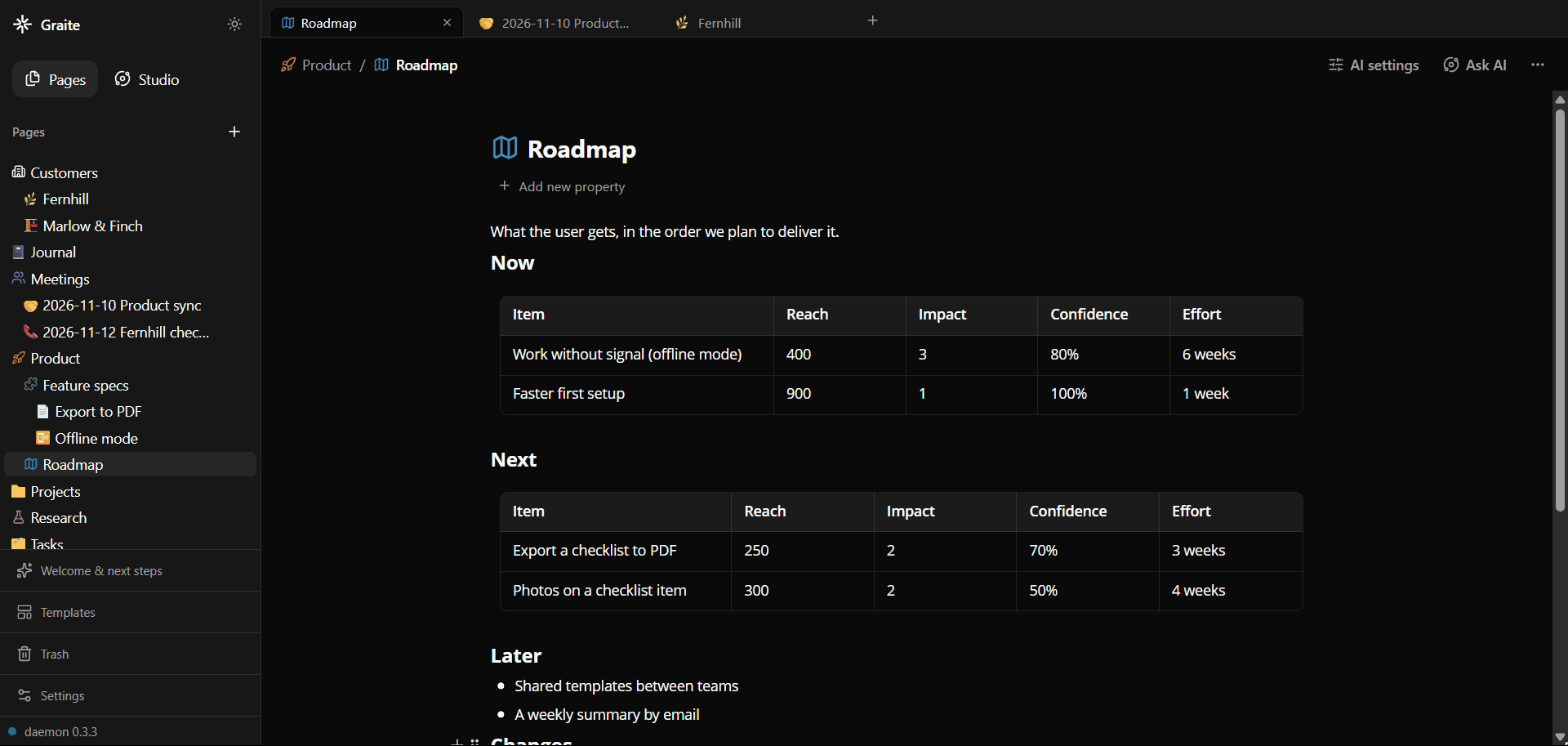 Graite
Roadmap
2026-11-10 Product...
Fernhill
Pages
Studio
Product / Roadmap
AI settings
Ask AI
Pages
Customers
Fernhill
Marlow & Finch
Journal
Meetings
2026-11-10 Product sync
2026-11-12 Fernhill chec...
Product
Feature specs
Export to PDF
Offline mode
Roadmap
Projects
Research
Tasks
Welcome & next steps
Templates
Trash
Settings
daemon 0.3.3
Roadmap
Add new property
What the user gets, in the order we plan to deliver it.
Now
Item Reach Impact Confidence Effort
Work without signal (offline mode) 400 3 80% 6 weeks
Faster first setup 900 1 100% 1 week
Next
Item Reach Impact Confidence Effort
Export a checklist to PDF 250 2 70% 3 weeks
Photos on a checklist item 300 2 50% 4 weeks
Later
Shared templates between teams
A weekly summary by email
Changes